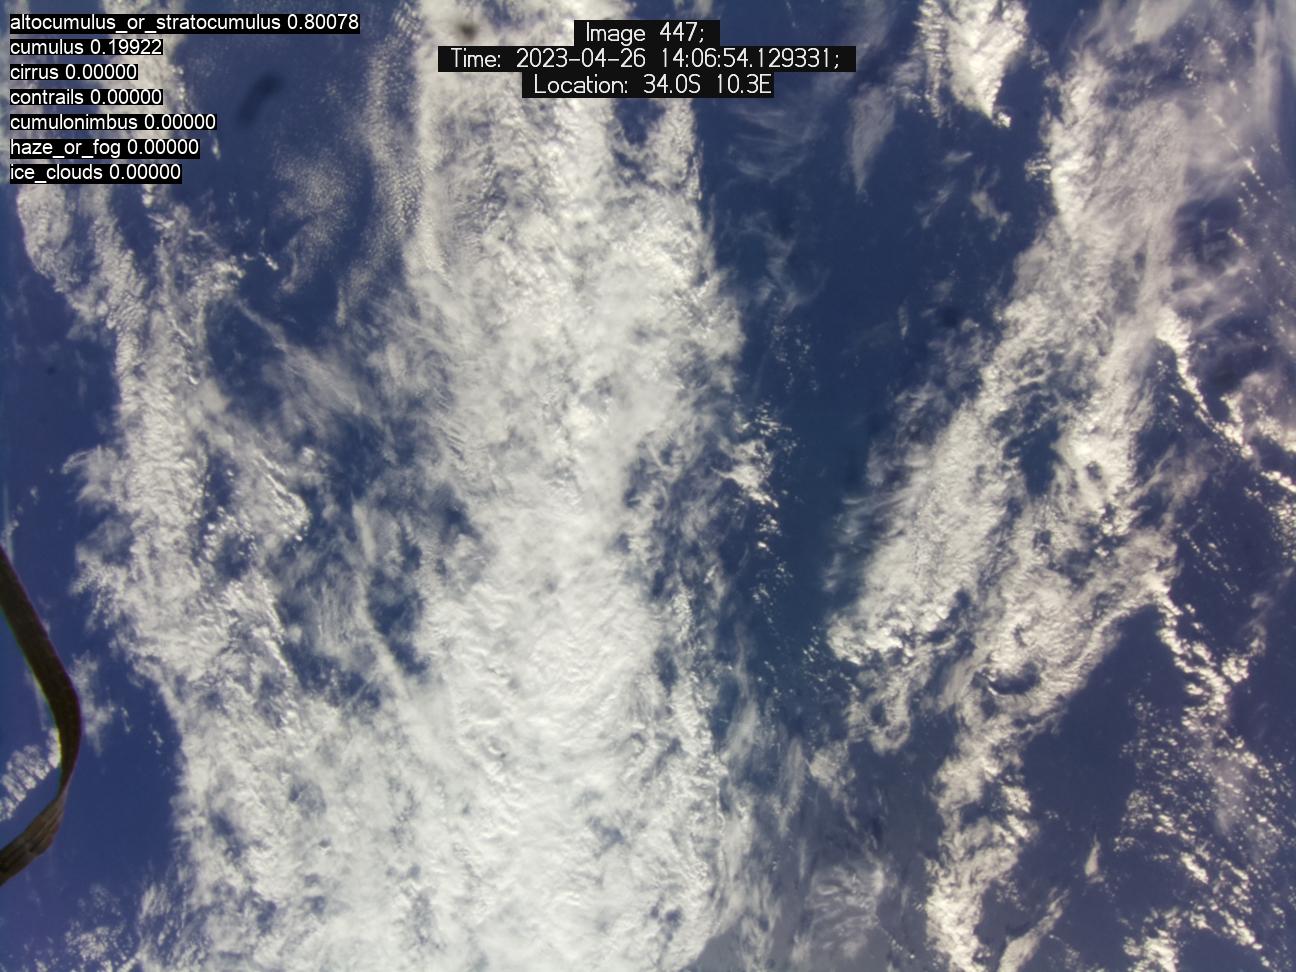 altocumulus_or_stratocumulus 0.80078
cumulus 0.19922
cirrus 0.00000
contrails 0.00000
cumulonimbus 0.00000
haze_or_fog 0.00000
ice_clouds 0.00000
Image 447;
Time: 2023-04-26 14:06:54.129331;
Location: 34.0S 10.3E